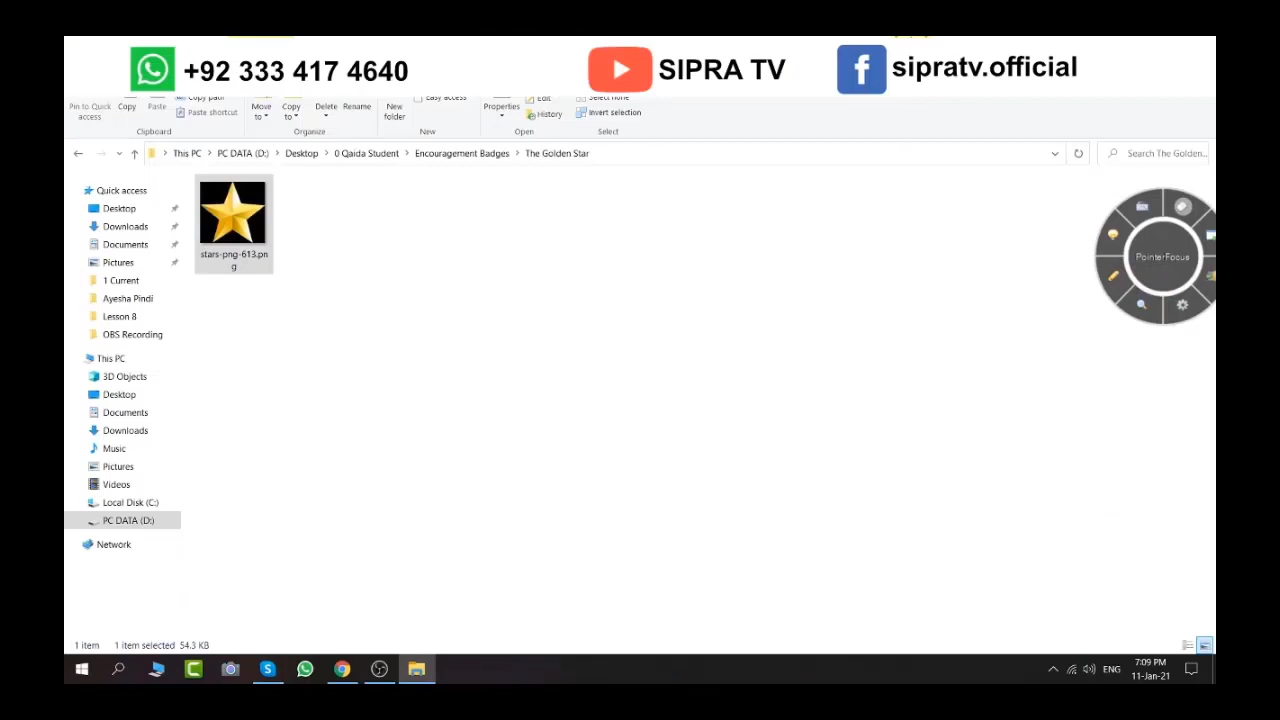 +92 333 417 4640
SIPRA TV
sipratv.official
Pin to Quick access
Copy
Paste
Copy path
Paste shortcut
Move to
Copy to
Delete
Rename
New folder
Easy access
Properties
Edit
History
Select none
Invert selection
Clipboard
Organize
New
Open
Select
This PC
PC DATA (D:)
Desktop
0 Qaida Student
Encouragement Badges
The Golden Star
Search The Golden...
Quick access
Desktop
Downloads
Documents
Pictures
1 Current
Ayesha Pindi
Lesson 8
OBS Recording
This PC
3D Objects
Desktop
Documents
Downloads
Music
Pictures
Videos
Local Disk (C:)
PC DATA (D:)
Network
stars-png-613.pn
g
PointerFocus
1 item
1 item selected 54.3 KB
ENG
7:09 PM
11-Jan-21